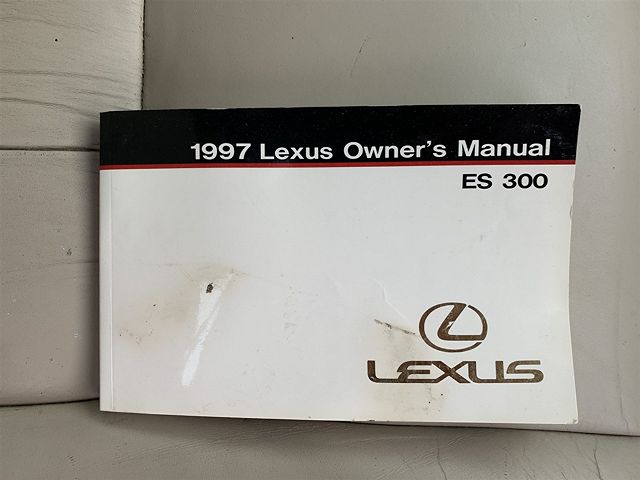 1997 Lexus Owner's Manual
ES 300
LEXUS